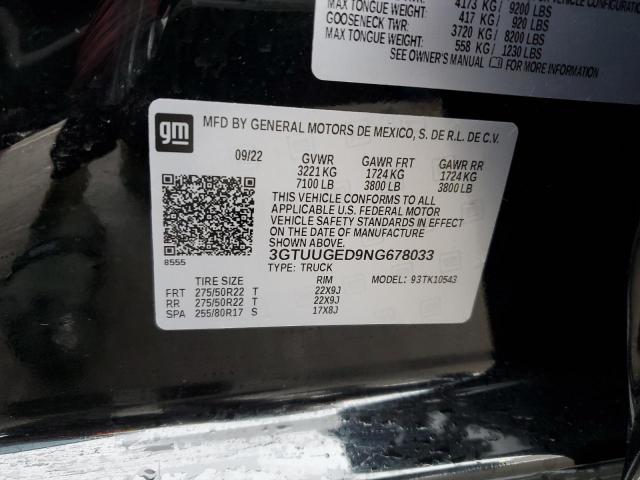 4173 KG / 9200 LBS
MAX TONGUE WEIGHT: 417 KG / 920 LBS
GOOSENECK TWR: 3720 KG / 8200 LBS
MAX TONGUE WEIGHT: 558 KG / 1230 LBS
SEE OWNER'S MANUAL FOR MORE INFORMATION
gm MFD BY GENERAL MOTORS DE MEXICO, S. DE R.L. DE C.V.
09/22 GVWR GAWR FRT GAWR RR
3221 KG 1724 KG 1724 KG
7100 LB 3800 LB 3800 LB
THIS VEHICLE CONFORMS TO ALL
APPLICABLE U.S. FEDERAL MOTOR
VEHICLE SAFETY STANDARDS IN EFFECT
ON THE DATE OF MANUFACTURE
SHOWN ABOVE.
8555 3GTUUGED9NG678033
TYPE: TRUCK MODEL: 93TK10543
TIRE SIZE RIM
FRT 275/50R22 T 22X9J
RR 275/50R22 T 22X9J
SPA 255/80R17 S 17X8J